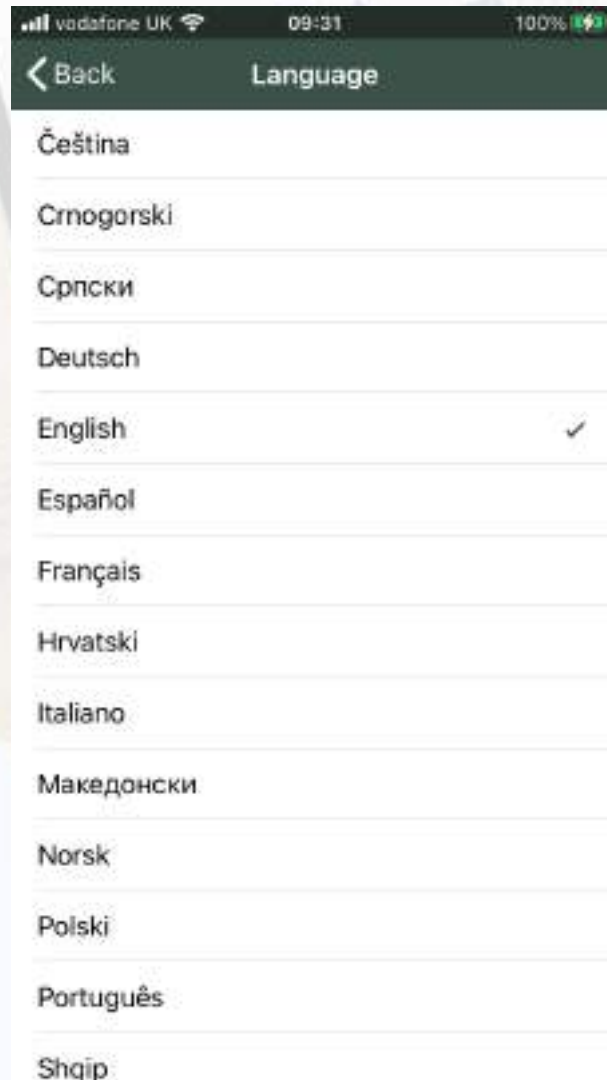 vodafone UK 09:31 100%
Back Language
Čeština
Crnogorski
Српски
Deutsch
English
Español
Français
Hrvatski
Italiano
Македонски
Norsk
Polski
Português
Shqip